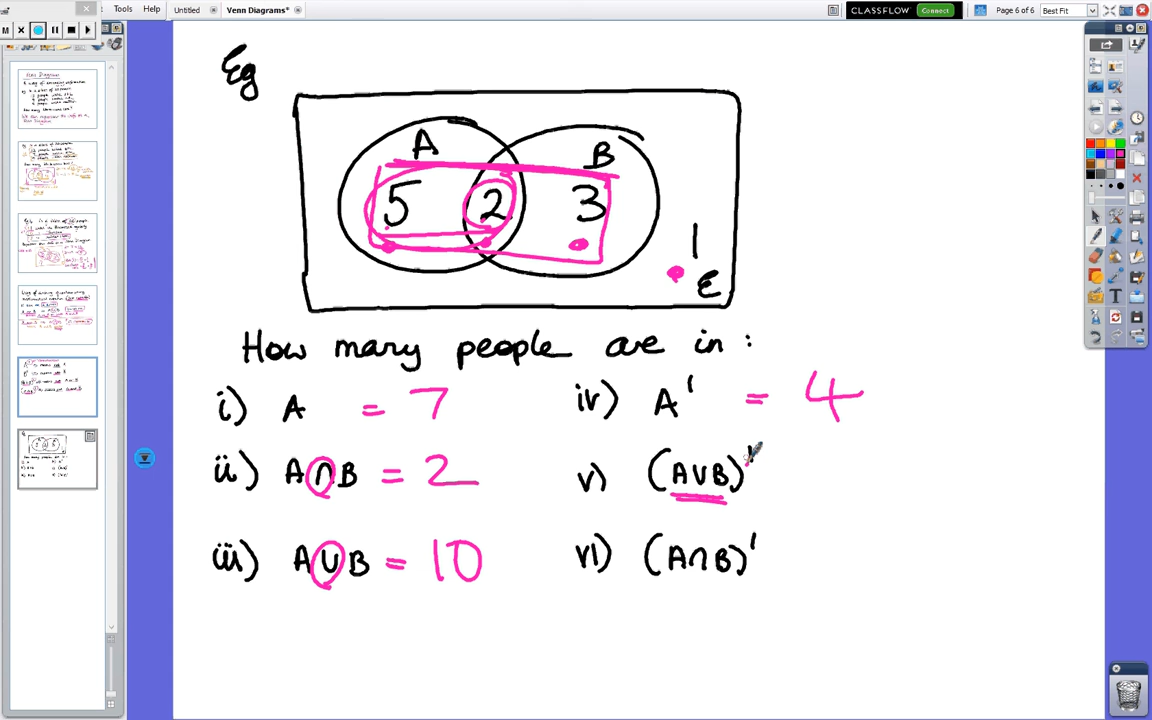 Tools Help Untitled Venn Diagrams* CLASSFLOW Connect Page 6 of 6 Best Fit
Eg
A B
5 2 3
1
ℰ
How many people are in :
i) A = 7
ii) A∩B = 2
iii) A∪B = 10
iv) A' = 4
v) (A∪B)'
vi) (A∩B)'